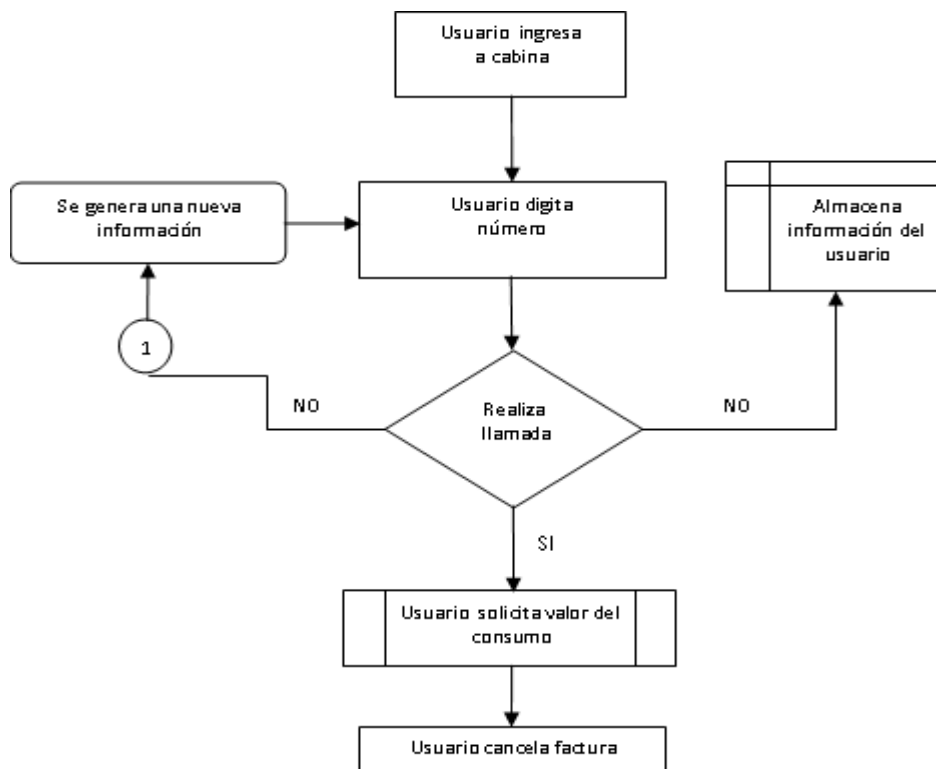 Usuario ingresa
a cabina
Se genera una nueva
información
Usuario digita
número
Almacena
información del
usuario
1
NO
Realiza
llamada
NO
SI
Usuario solicita valor del
consumo
Usuario cancela factura